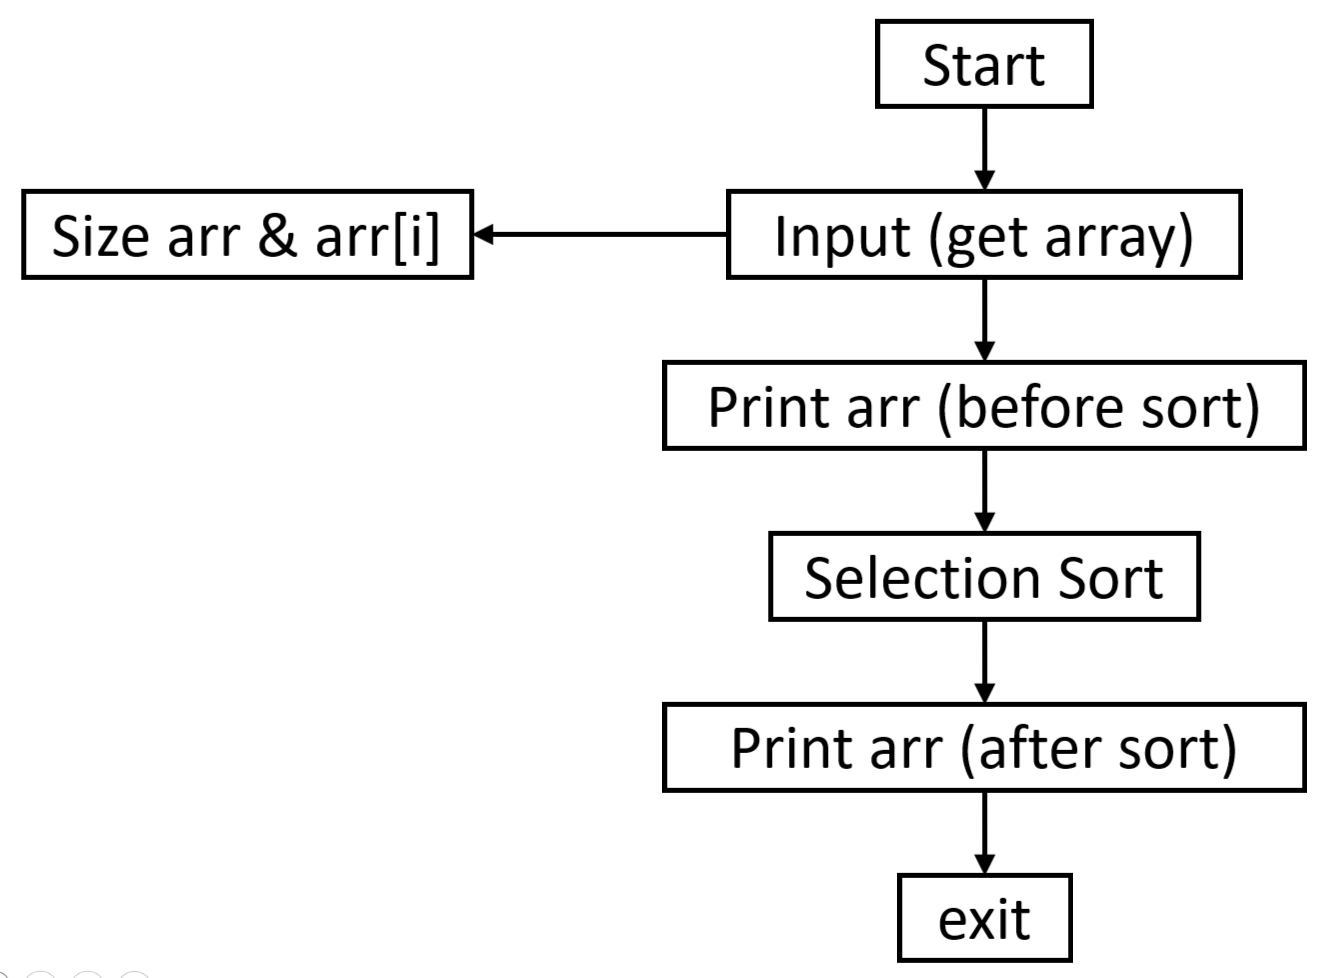 Start
Size arr & arr[i]
Input (get array)
Print arr (before sort)
Selection Sort
Print arr (after sort)
exit